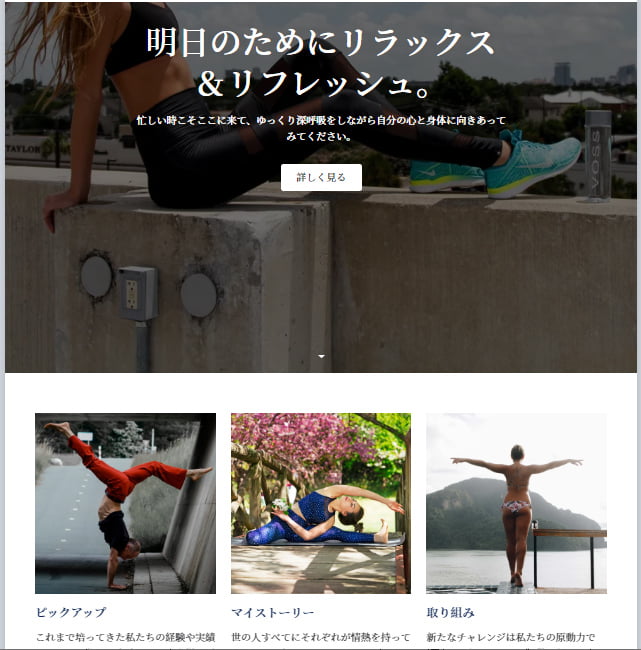 明日のためにリラックス
＆リフレッシュ。
忙しい時こそここに来て、ゆっくり深呼吸をしながら自分の心と身体に向きあって
みてください。
詳しく見る
TAYLOR
VOSS
ピックアップ
マイストーリー
取り組み
これまで培ってきた私たちの経験や実績
世の人すべてにそれぞれが情熱を持って
新たなチャレンジは私たちの原動力で